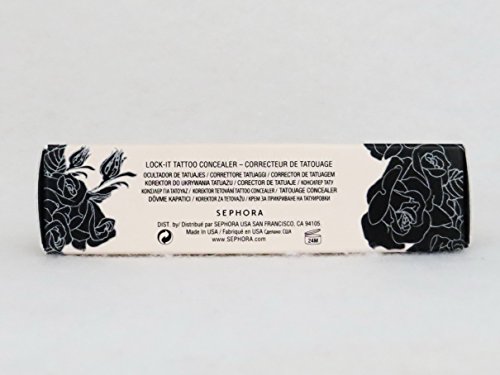 LOCK-IT TATTOO CONCEALER – CORRECTEUR DE TATOUAGE
OCULTADOR DE TATUAJES / CORRETTORE TATUAGGI / CORRECTOR DE TATUAGEM
KOREKTOR DO UKRYWANIA TATUAŻU / CORECTOR DE TATUAJE / КОНСИЛЕР ТАТУ
ΚΟΝΣΙΛΕΡ ΓΙΑ ΤΑΤΟΥΑΖ / KOREKTOR TETOVÁNÍ TATTOO CONCEALER / TATOUAGE CONCEALER
DÖVME KAPATICI / KOREKTOR ZA TETOVAŽU / КРЕМ ЗА ПРИКРИВАНЕ НА ТАТУИРОВКИ
SEPHORA
DIST. by/ Distribué par SEPHORA USA SAN FRANCISCO, CA 94105.
Made in USA / Fabriqué en USA Сделано: США
www.SEPHORA.com
24M